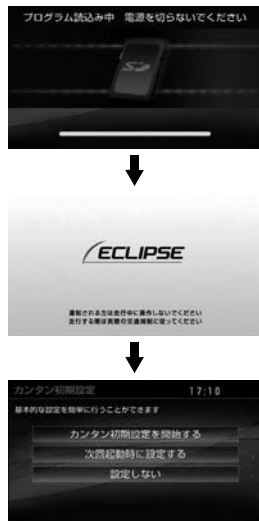 プログラム読込み中 電源を切らないでください
SD
ECLIPSE
運転される方は走行中に操作しないでください
走行する際は実際の交通規制に従ってください
カンタン初期設定 17:10
基本的な設定を簡単に行うことができます
カンタン初期設定を開始する
次回起動時に設定する
設定しない